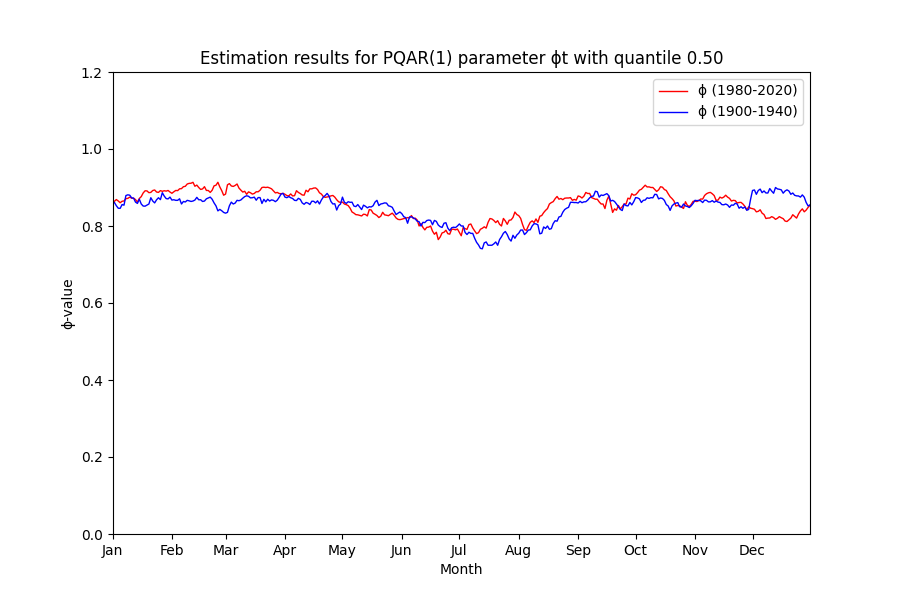 Estimation results for PQAR(1) parameter ϕt with quantile 0.50
ϕ (1980-2020)
ϕ (1900-1940)
1.2
1.0
0.8
0.6
0.4
0.2
0.0
ϕ-value
Jan Feb Mar Apr May Jun Jul Aug Sep Oct Nov Dec
Month